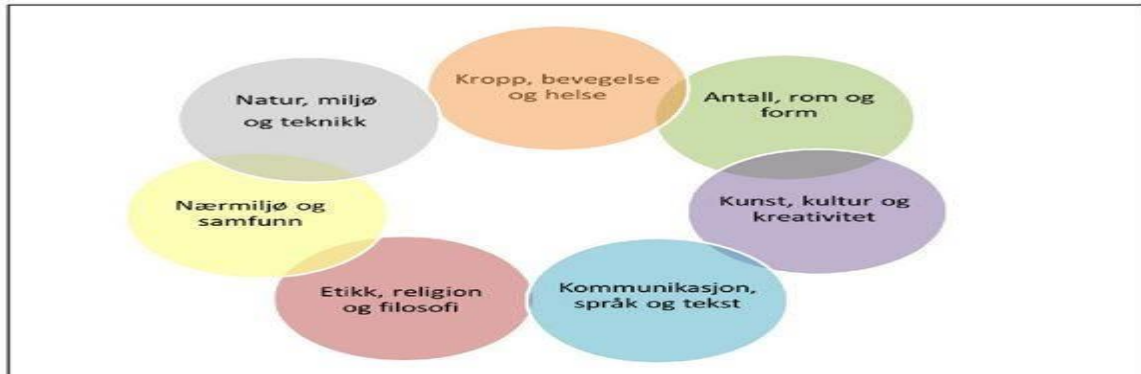 Kropp, bevegelse
og helse
Antall, rom og
form
Kunst, kultur og
kreativitet
Kommunikasjon,
språk og tekst
Etikk, religion
og filosofi
Nærmiljø og
samfunn
Natur, miljø
og teknikk